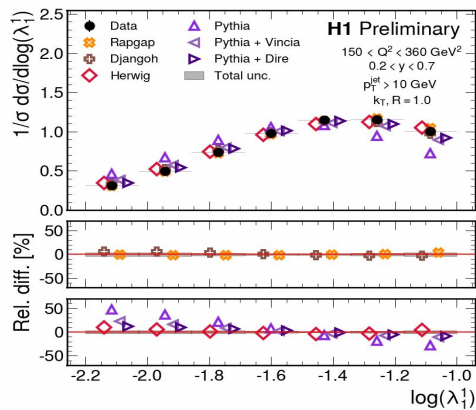 H1 Preliminary
150 < Q² < 360 GeV²
0.2 < y < 0.7
p_T^jet > 10 GeV
k_T, R = 1.0
Data
Rapgap
Djangoh
Herwig
Pythia
Pythia + Vincia
Pythia + Dire
Total unc.
1/σ dσ/dlog(λ₁¹)
1.5
1.0
0.5
0.0
Rel. diff. [%]
50
0
-50
50
0
-50
-2.2 -2.0 -1.8 -1.6 -1.4 -1.2 -1.0
log(λ₁¹)